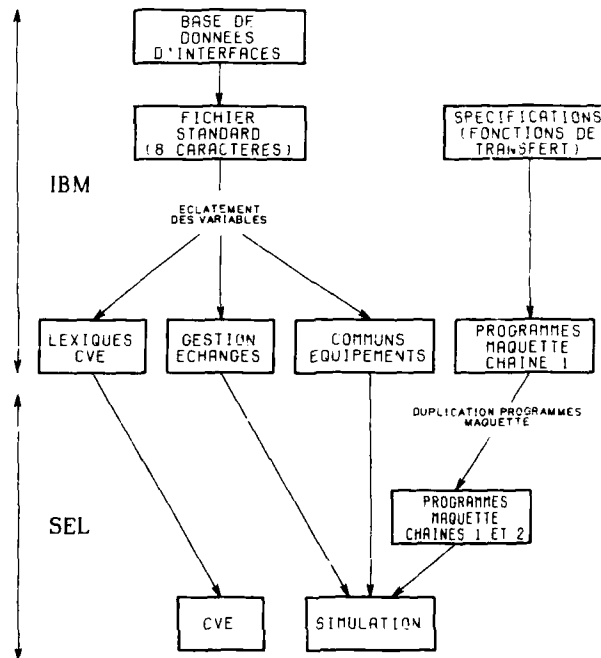 BASE DE
DONNEES
D'INTERFACES
FICHIER
STANDARD
(8 CARACTERES)
SPECIFICATIONS
(FONCTIONS DE
TRANSFERT)
IBM
ECLATEMENT
DES VARIABLES
LEXIQUES
CVE
GESTION
ECHANGES
COMMUNS
EQUIPEMENTS
PROGRAMMES
MAQUETTE
CHAINE 1
DUPLICATION PROGRAMMES
MAQUETTE
SEL
PROGRAMMES
MAQUETTE
CHAINES 1 ET 2
CVE
SIMULATION